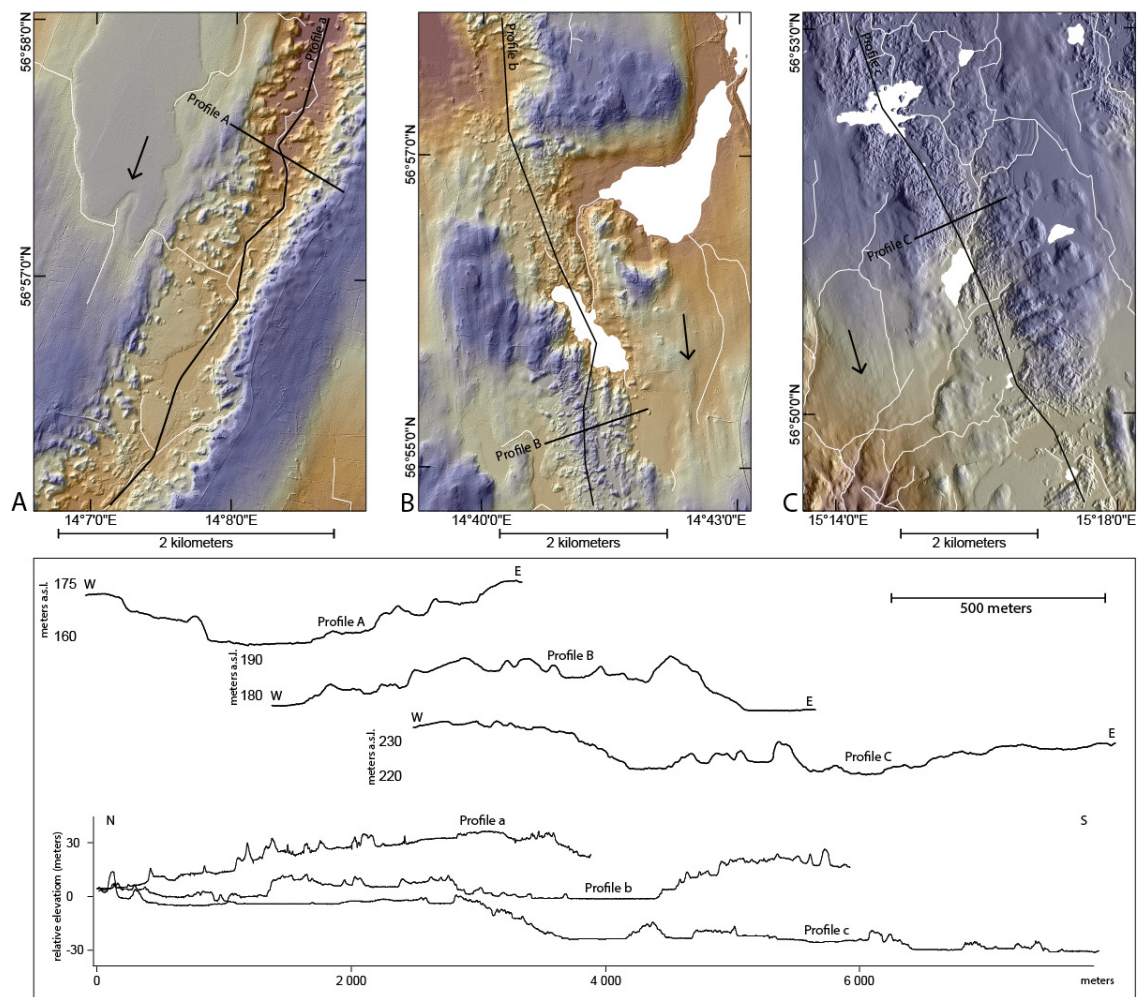 56°58'0"N
56°57'0"N
Profile a
Profile A
A
14°7'0"E
14°8'0"E
2 kilometers
Profile b
56°57'0"N
56°55'0"N
Profile B
B
14°40'0"E
14°43'0"E
2 kilometers
56°53'0"N
56°50'0"N
Profile c
Profile C
C
15°14'0"E
15°18'0"E
2 kilometers
meters a.s.l.
175
160
W
E
Profile A
500 meters
meters a.s.l.
190
180
W
Profile B
E
meters a.s.l.
230
220
W
Profile C
E
relative elevatiom (meters)
30
0
-30
N
S
Profile a
Profile b
Profile c
0
2 000
4 000
6 000
meters